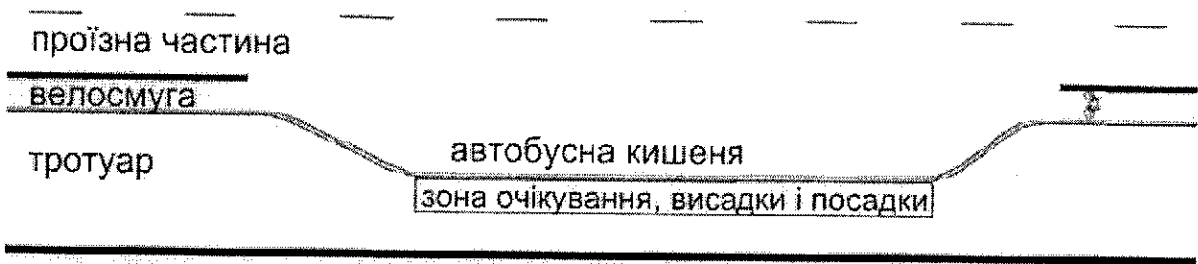 проїзна частина
велосмуга
тротуар
автобусна кишеня
зона очікування, висадки і посадки